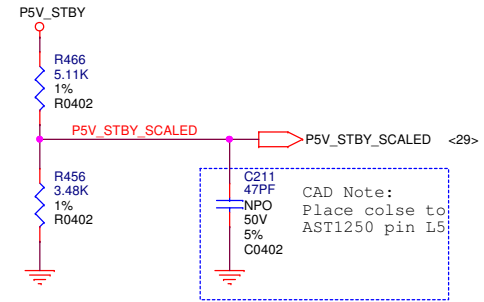 P5V_STBY
R466
5.11K
1%
R0402
P5V_STBY_SCALED
P5V_STBY_SCALED <29>
R456
3.48K
1%
R0402
C211
47PF
NPO
50V
5%
C0402
CAD Note:
Place colse to
AST1250 pin L5